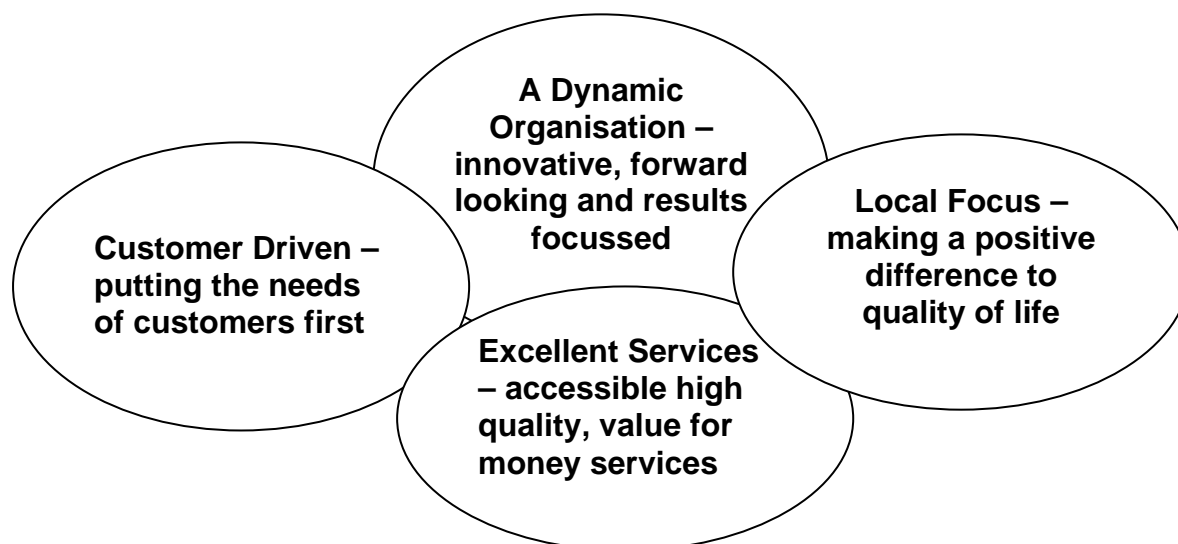 A Dynamic
Organisation –
innovative, forward
looking and results
focussed
Customer Driven –
putting the needs
of customers first
Local Focus –
making a positive
difference to
quality of life
Excellent Services
– accessible high
quality, value for
money services